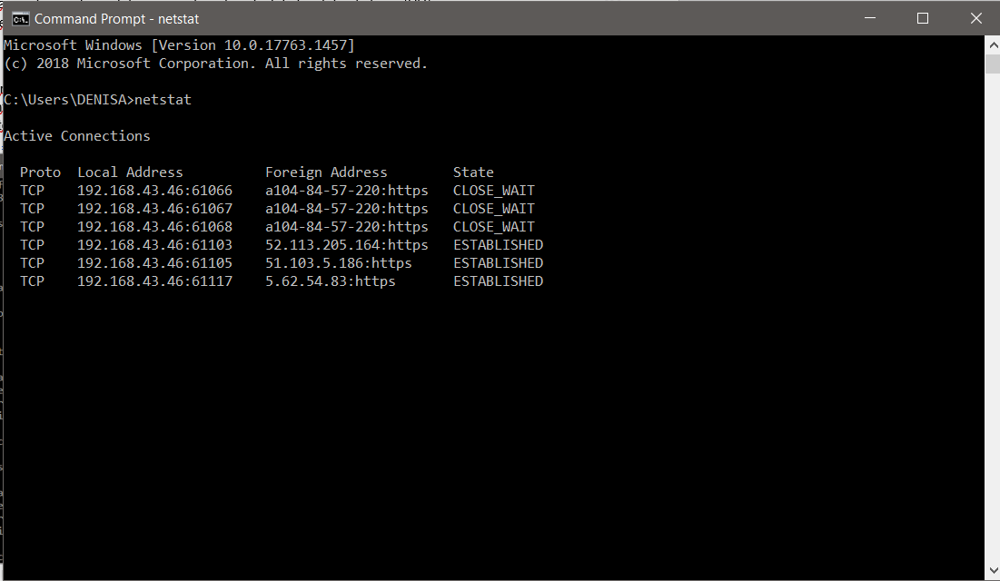 Command Prompt - netstat
Microsoft Windows [Version 10.0.17763.1457]
(c) 2018 Microsoft Corporation. All rights reserved.
C:\Users\DENISA>netstat
Active Connections
Proto  Local Address          Foreign Address        State
TCP    192.168.43.46:61066    a104-84-57-220:https   CLOSE_WAIT
TCP    192.168.43.46:61067    a104-84-57-220:https   CLOSE_WAIT
TCP    192.168.43.46:61068    a104-84-57-220:https   CLOSE_WAIT
TCP    192.168.43.46:61103    52.113.205.164:https   ESTABLISHED
TCP    192.168.43.46:61105    51.103.5.186:https     ESTABLISHED
TCP    192.168.43.46:61117    5.62.54.83:https       ESTABLISHED